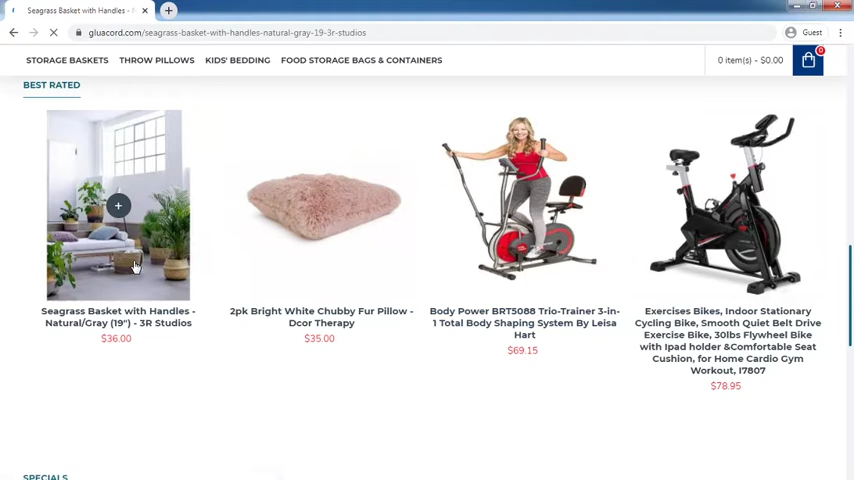 Seagrass Basket with Handles - N
gluacord.com/seagrass-basket-with-handles-natural-gray-19-3r-studios
Guest
STORAGE BASKETS THROW PILLOWS KIDS' BEDDING FOOD STORAGE BAGS & CONTAINERS 0 item(s) - $0.00 0
BEST RATED
Seagrass Basket with Handles -
Natural/Gray (19") - 3R Studios
$36.00
2pk Bright White Chubby Fur Pillow -
Dcor Therapy
$35.00
Body Power BRT5088 Trio-Trainer 3-in-
1 Total Body Shaping System By Leisa
Hart
$69.15
Exercises Bikes, Indoor Stationary
Cycling Bike, Smooth Quiet Belt Drive
Exercise Bike, 30lbs Flywheel Bike
with Ipad holder &Comfortable Seat
Cushion, for Home Cardio Gym
Workout, I7807
$78.95
SPECIALS